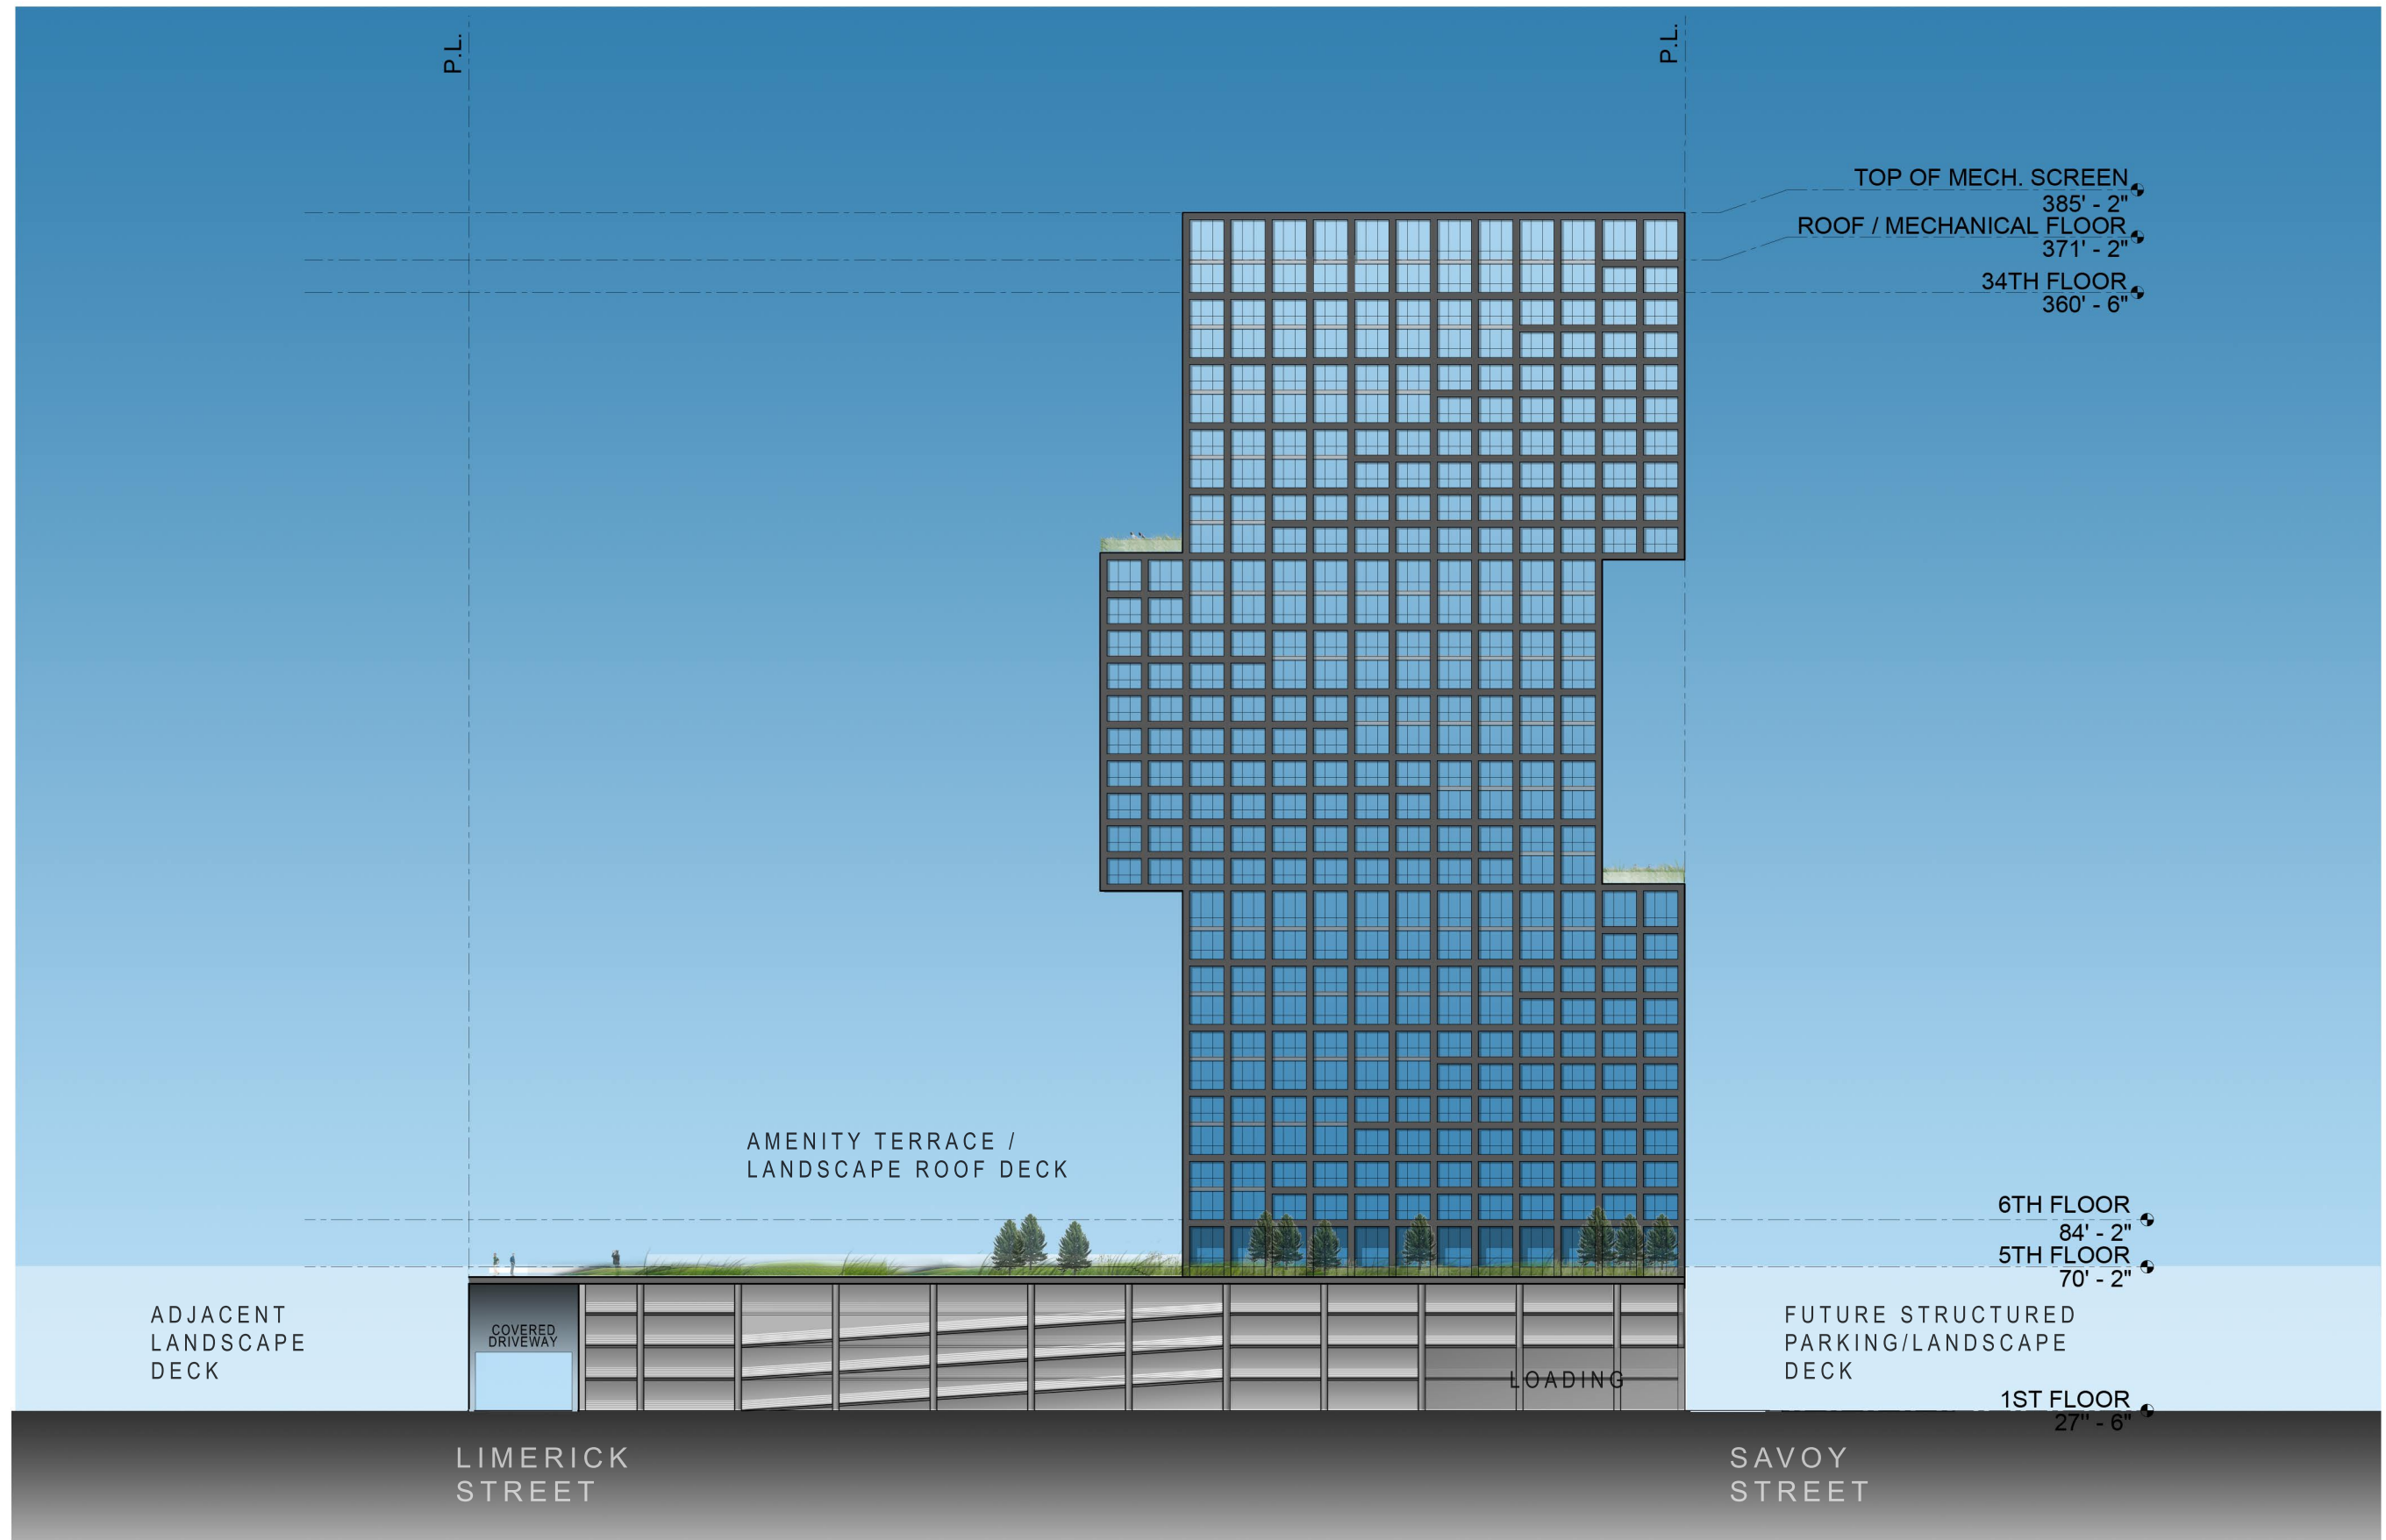 P.L.
P.L.
TOP OF MECH. SCREEN
385' - 2"
ROOF / MECHANICAL FLOOR
371' - 2"
34TH FLOOR
360' - 6"
AMENITY TERRACE /
LANDSCAPE ROOF DECK
6TH FLOOR
84' - 2"
5TH FLOOR
70' - 2"
ADJACENT
LANDSCAPE
DECK
COVERED
DRIVEWAY
LOADING
FUTURE STRUCTURED
PARKING/LANDSCAPE
DECK
1ST FLOOR
27'' - 6"
LIMERICK
STREET
SAVOY
STREET